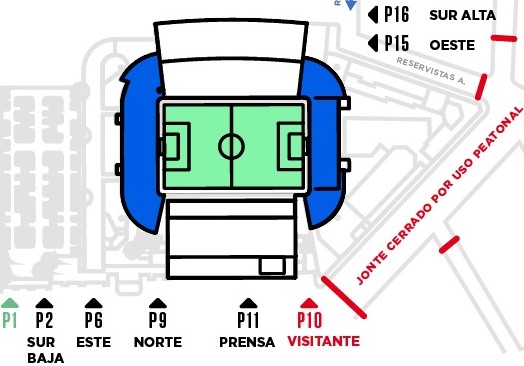 R
P16 SUR ALTA
P15 OESTE
RESERVISTAS A.
JONTE CERRADO POR USO PEATONAL
P1
P2
SUR
BAJA
P6
ESTE
P9
NORTE
P11
PRENSA
P10
VISITANTE